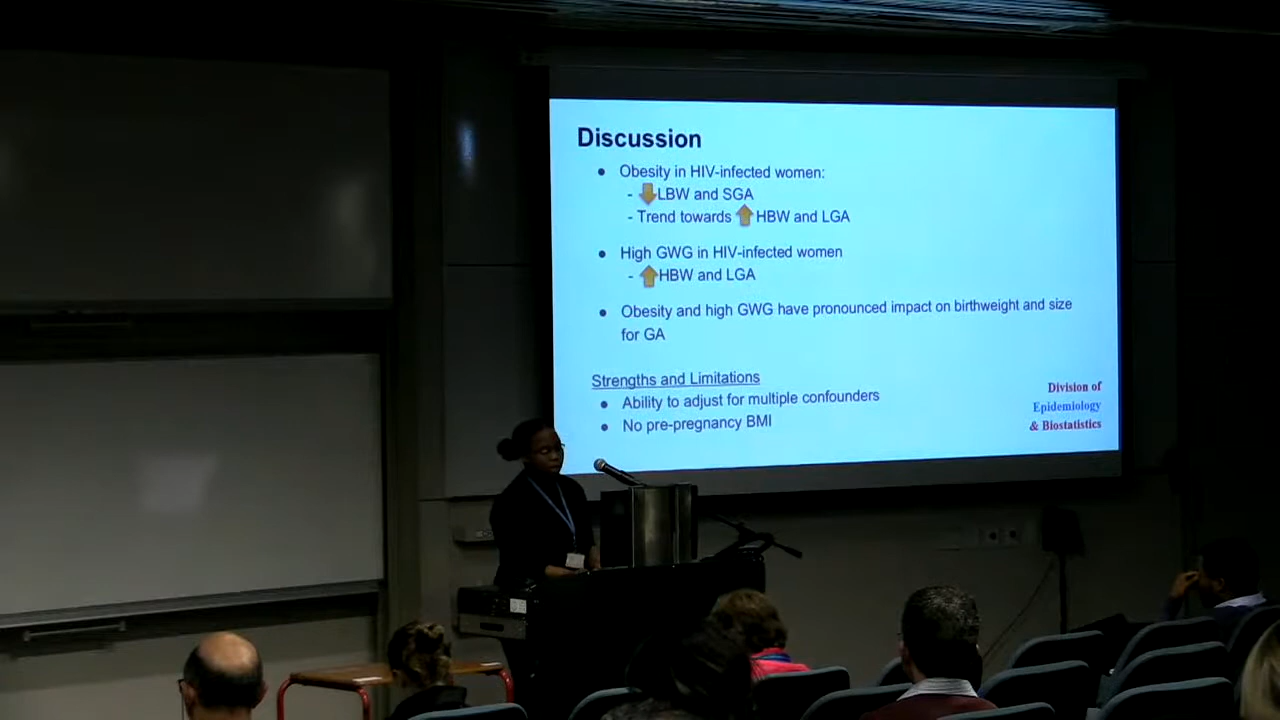 Discussion
● Obesity in HIV-infected women:
- LBW and SGA
- Trend towards HBW and LGA
● High GWG in HIV-infected women
- HBW and LGA
● Obesity and high GWG have pronounced impact on birthweight and size
for GA
Strengths and Limitations
● Ability to adjust for multiple confounders
● No pre-pregnancy BMI
Division of
Epidemiology
& Biostatistics